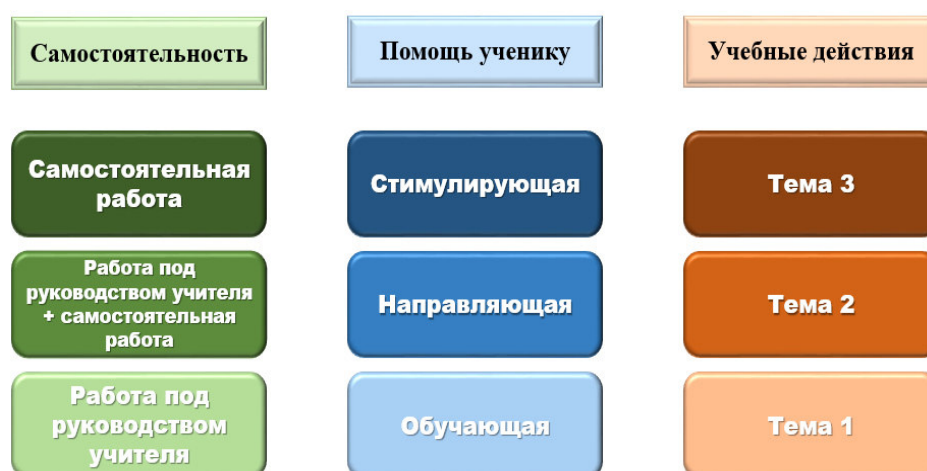 Самостоятельность
Помощь ученику
Учебные действия
Самостоятельная
работа
Стимулирующая
Тема 3
Работа под
руководством учителя
+ самостоятельная
работа
Направляющая
Тема 2
Работа под
руководством
учителя
Обучающая
Тема 1